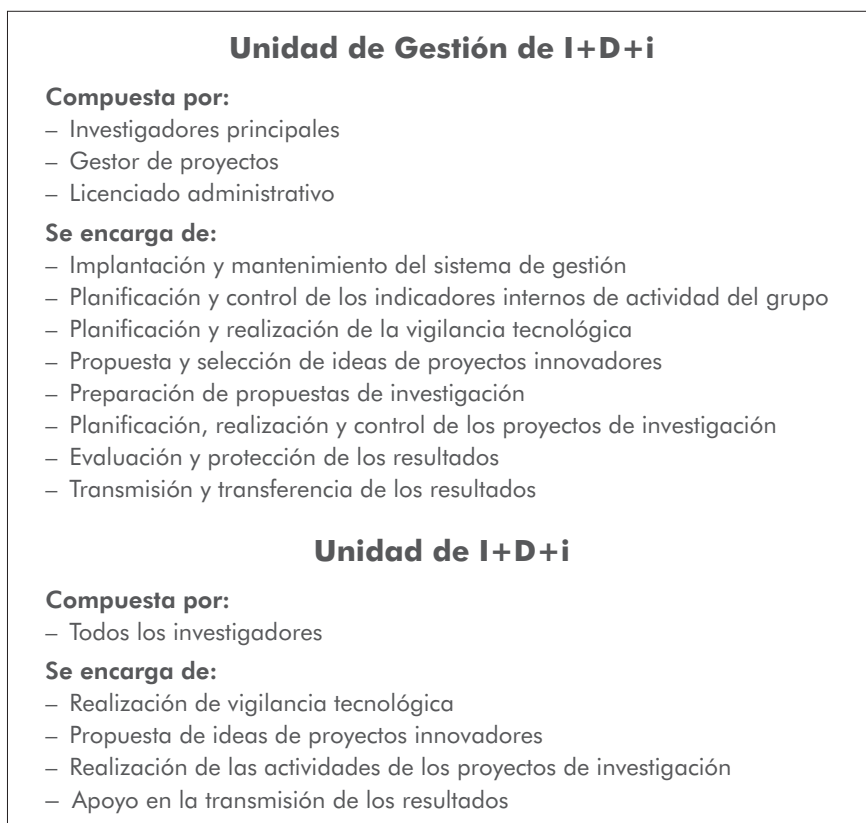 Unidad de Gestión de I+D+i
Compuesta por:
– Investigadores principales
– Gestor de proyectos
– Licenciado administrativo
Se encarga de:
– Implantación y mantenimiento del sistema de gestión
– Planificación y control de los indicadores internos de actividad del grupo
– Planificación y realización de la vigilancia tecnológica
– Propuesta y selección de ideas de proyectos innovadores
– Preparación de propuestas de investigación
– Planificación, realización y control de los proyectos de investigación
– Evaluación y protección de los resultados
– Transmisión y transferencia de los resultados
Unidad de I+D+i
Compuesta por:
– Todos los investigadores
Se encarga de:
– Realización de vigilancia tecnológica
– Propuesta de ideas de proyectos innovadores
– Realización de las actividades de los proyectos de investigación
– Apoyo en la transmisión de los resultados